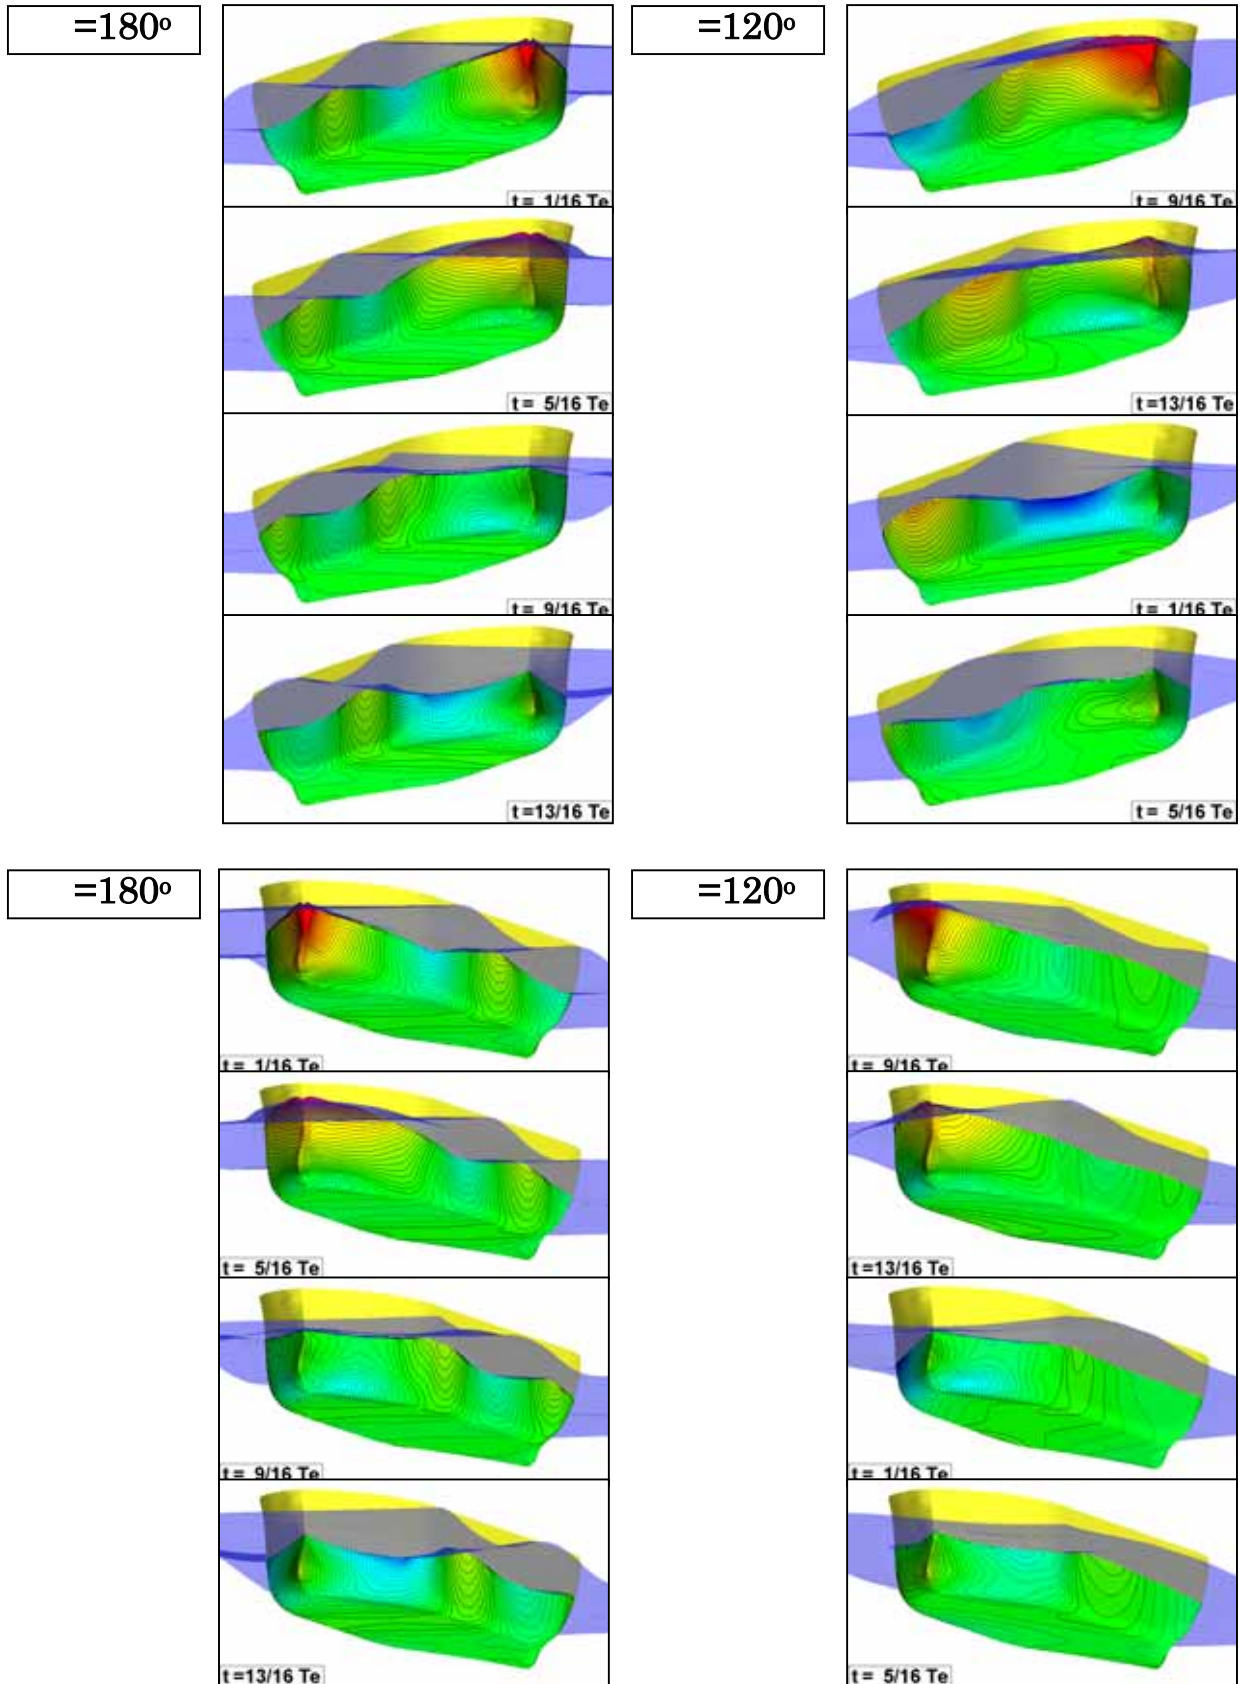 =180º
=120º
t= 1/16 Te
t= 9/16 Te
t= 5/16 Te
t=13/16 Te
t= 9/16 Te
t= 1/16 Te
t=13/16 Te
t= 5/16 Te
=180º
=120º
t= 1/16 Te
t= 9/16 Te
t= 5/16 Te
t=13/16 Te
t= 9/16 Te
t= 1/16 Te
t=13/16 Te
t= 5/16 Te